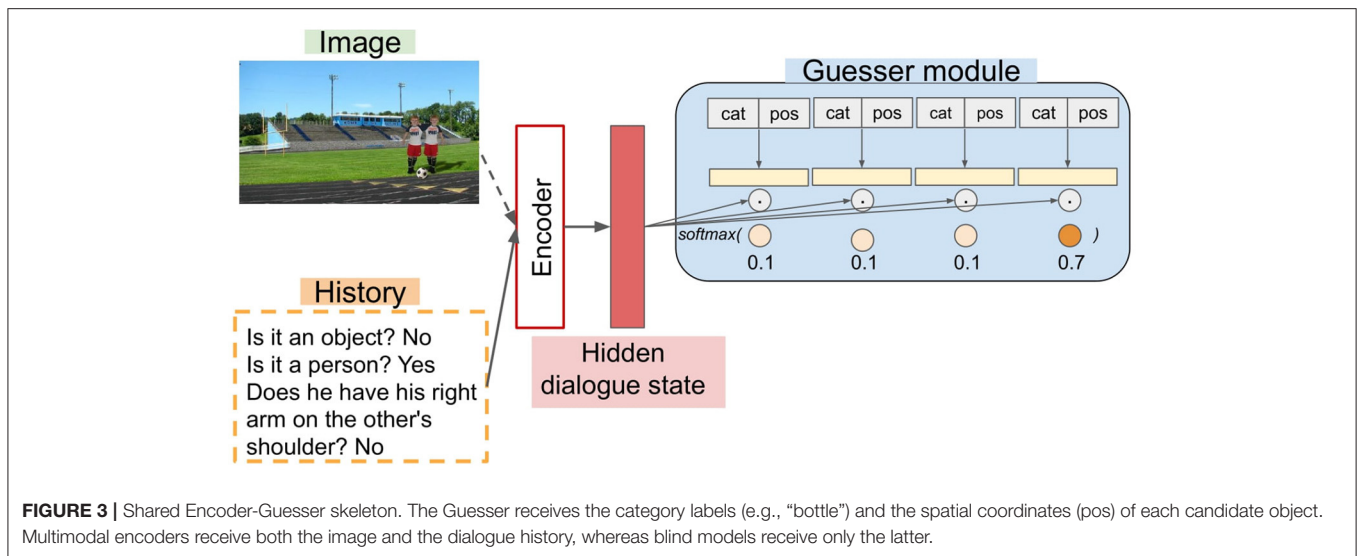 Image
Guesser module
cat pos cat pos cat pos cat pos
Encoder
softmax( )
0.1 0.1 0.1 0.7
History
Is it an object? No
Is it a person? Yes
Does he have his right
arm on the other's
shoulder? No
Hidden
dialogue state
FIGURE 3 | Shared Encoder-Guesser skeleton. The Guesser receives the category labels (e.g., “bottle”) and the spatial coordinates (pos) of each candidate object.
Multimodal encoders receive both the image and the dialogue history, whereas blind models receive only the latter.